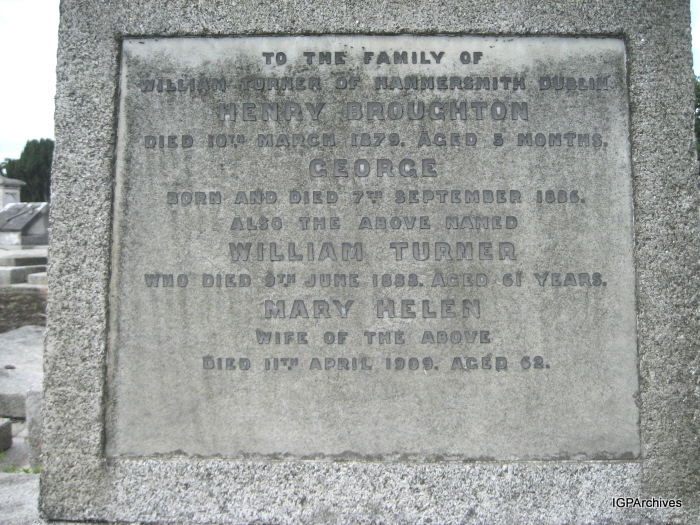 TO THE FAMILY OF
WILLIAM TURNER OF HAMMERSMITH DUBLIN
HENRY BROUGHTON
DIED 10TH MARCH 1879. AGED 5 MONTHS.
GEORGE
BORN AND DIED 7TH SEPTEMBER 1886.
ALSO THE ABOVE NAMED
WILLIAM TURNER
WHO DIED 9TH JUNE 1888. AGED 61 YEARS.
MARY HELEN
WIFE OF THE ABOVE
DIED 11TH APRIL 1909. AGED 62.
IGPArchives